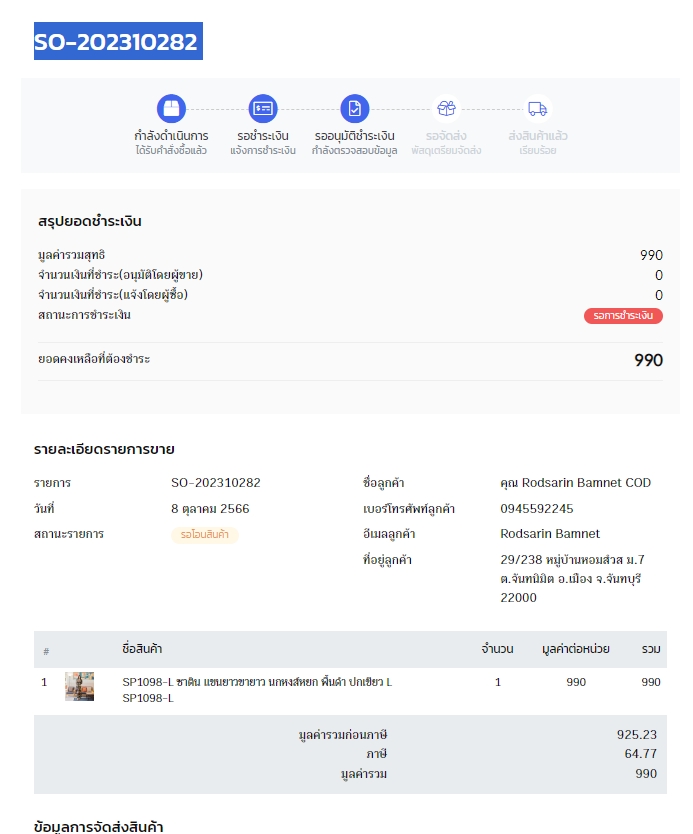 SO-202310282
กำลังดำเนินการ
ได้รับคำสั่งซื้อแล้ว
รอชำระเงิน
แจ้งการชำระเงิน
รออนุมัติชำระเงิน
กำลังตรวจสอบข้อมูล
รอจัดส่ง
พัสดุเตรียมจัดส่ง
ส่งสินค้าแล้ว
เรียบร้อย
สรุปยอดชำระเงิน
มูลค่ารวมสุทธิ 990
จำนวนเงินที่ชำระ(อนุมัติโดยผู้ขาย) 0
จำนวนเงินที่ชำระ(แจ้งโดยผู้ซื้อ) 0
สถานะการชำระเงิน รอการชำระเงิน
ยอดคงเหลือที่ต้องชำระ 990
รายละเอียดรายการขาย
รายการ SO-202310282
วันที่ 8 ตุลาคม 2566
สถานะรายการ รอโอนสินค้า
ชื่อลูกค้า คุณ Rodsarin Bamnet COD
เบอร์โทรศัพท์ลูกค้า 0945592245
อีเมลลูกค้า Rodsarin Bamnet
ที่อยู่ลูกค้า 29/238 หมู่บ้านหอมส่วส ม.7
ต.จันทนิมิต อ.เมือง จ.จันทบุรี
22000
# ชื่อสินค้า จำนวน มูลค่าต่อหน่วย รวม
1 SP1098-L ซาติน แขนยาวขายาว นกหงส์หยก พื้นดำ ปกเขียว L 1 990 990
SP1098-L
มูลค่ารวมก่อนภาษี 925.23
ภาษี 64.77
มูลค่ารวม 990
ข้อมูลการจัดส่งสินค้า